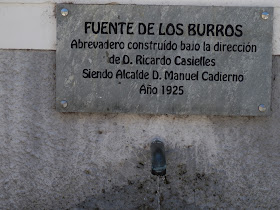 FUENTE DE LOS BURROS
Abrevadero construido bajo la dirección
de D. Ricardo Casielles
Siendo Alcalde D. Manuel Cadierno
Año 1925